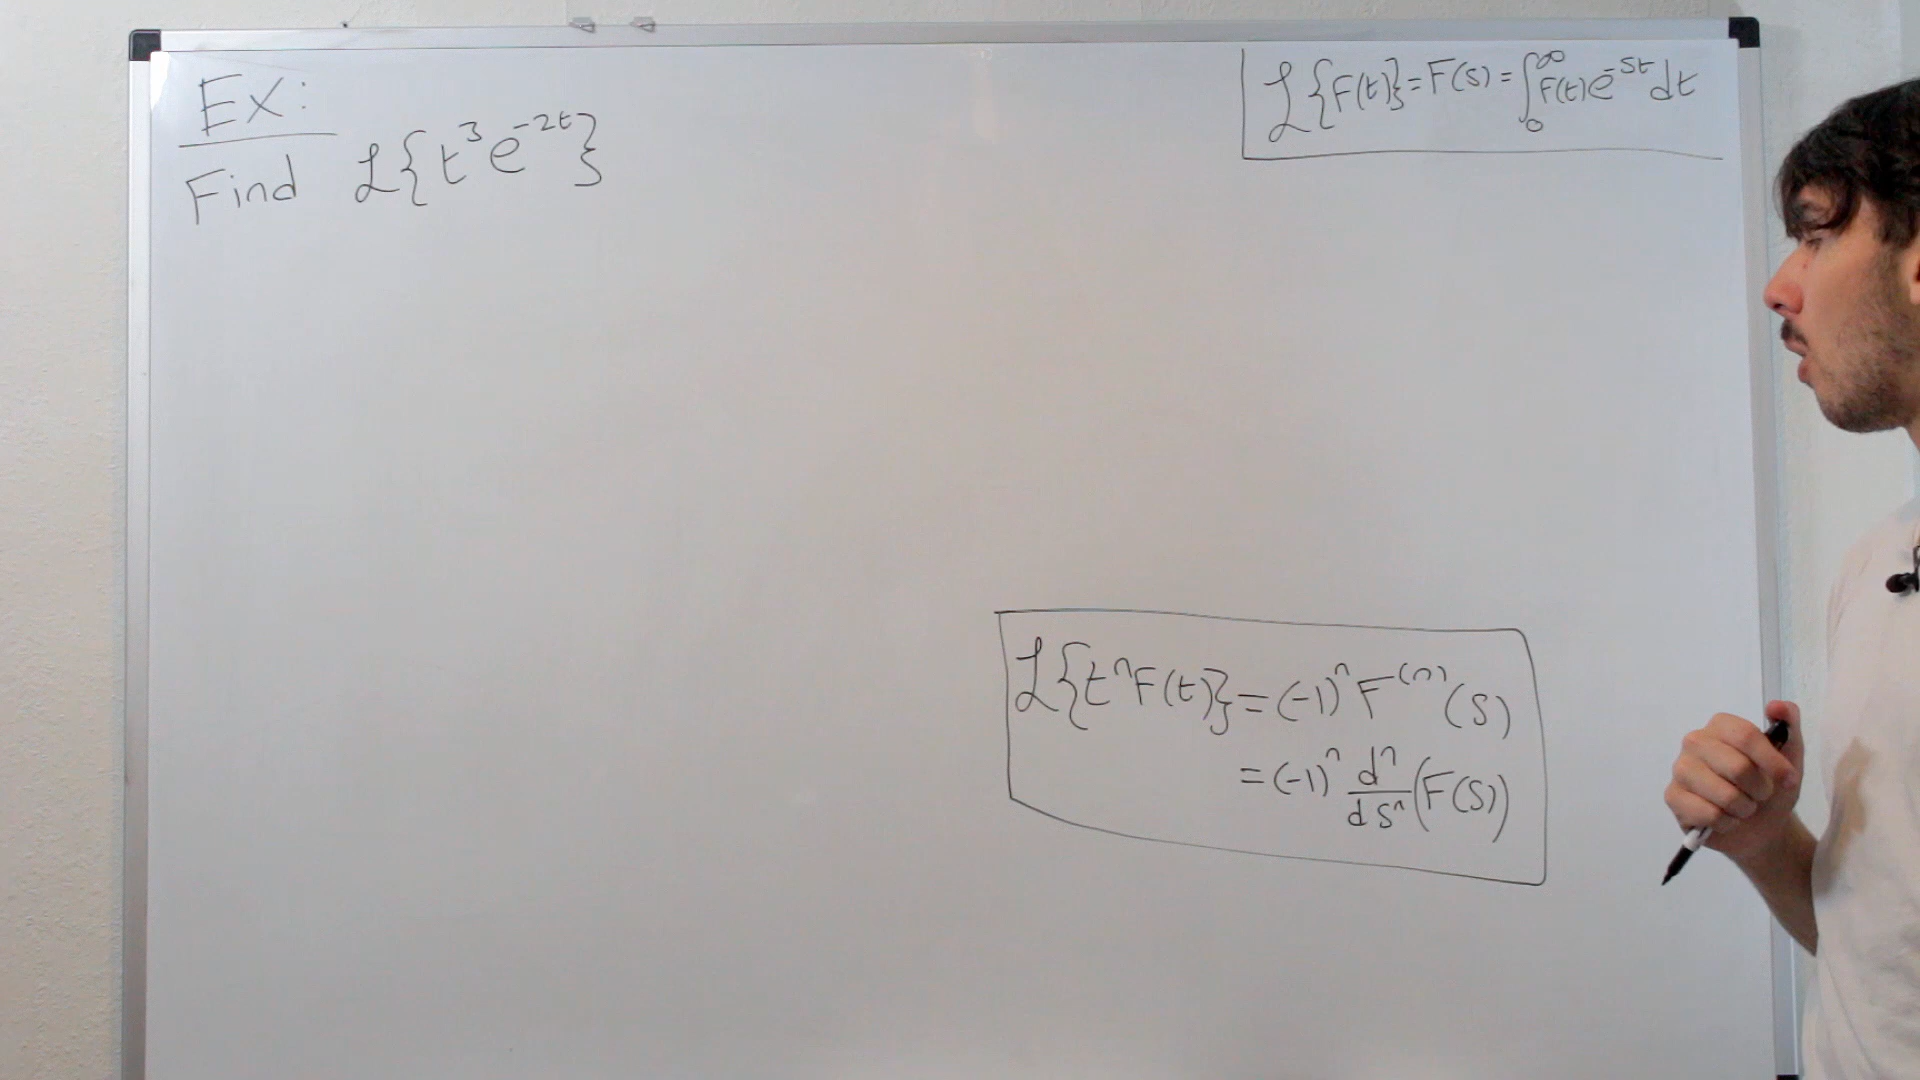 Ex:
Find ℒ{t³e⁻²ᵗ}
ℒ{F(t)} = F(s) = ∫₀^∞ F(t)e^(-st) dt
ℒ{tⁿF(t)} = (-1)ⁿ F⁽ⁿ⁾(s)
= (-1)ⁿ dⁿ/dsⁿ (F(s))